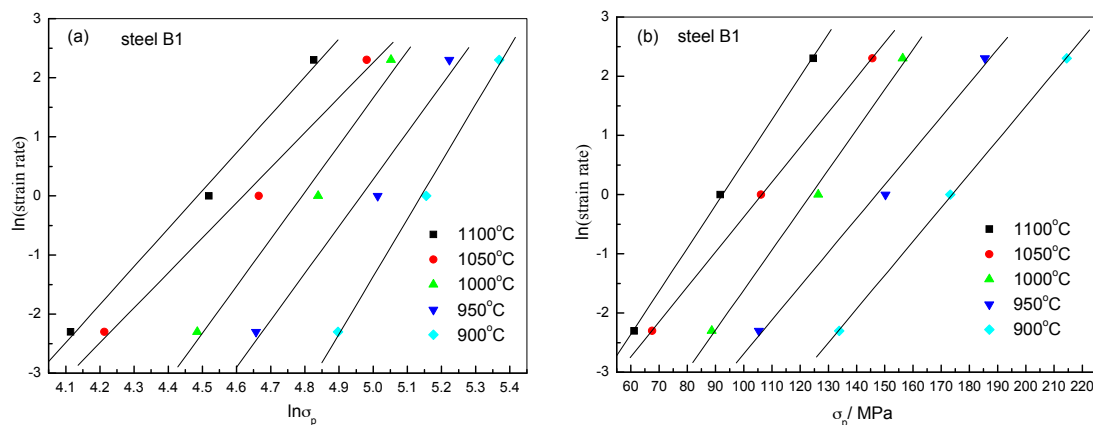 (a) steel B1
ln(strain rate)
3
2
1
0
-1
-2
-3
1100°C
1050°C
1000°C
950°C
900°C
4.1 4.2 4.3 4.4 4.5 4.6 4.7 4.8 4.9 5.0 5.1 5.2 5.3 5.4
lnσp
(b) steel B1
ln(strain rate)
3
2
1
0
-1
-2
-3
1100°C
1050°C
1000°C
950°C
900°C
60 70 80 90 100 110 120 130 140 150 160 170 180 190 200 210 220
σp/ MPa